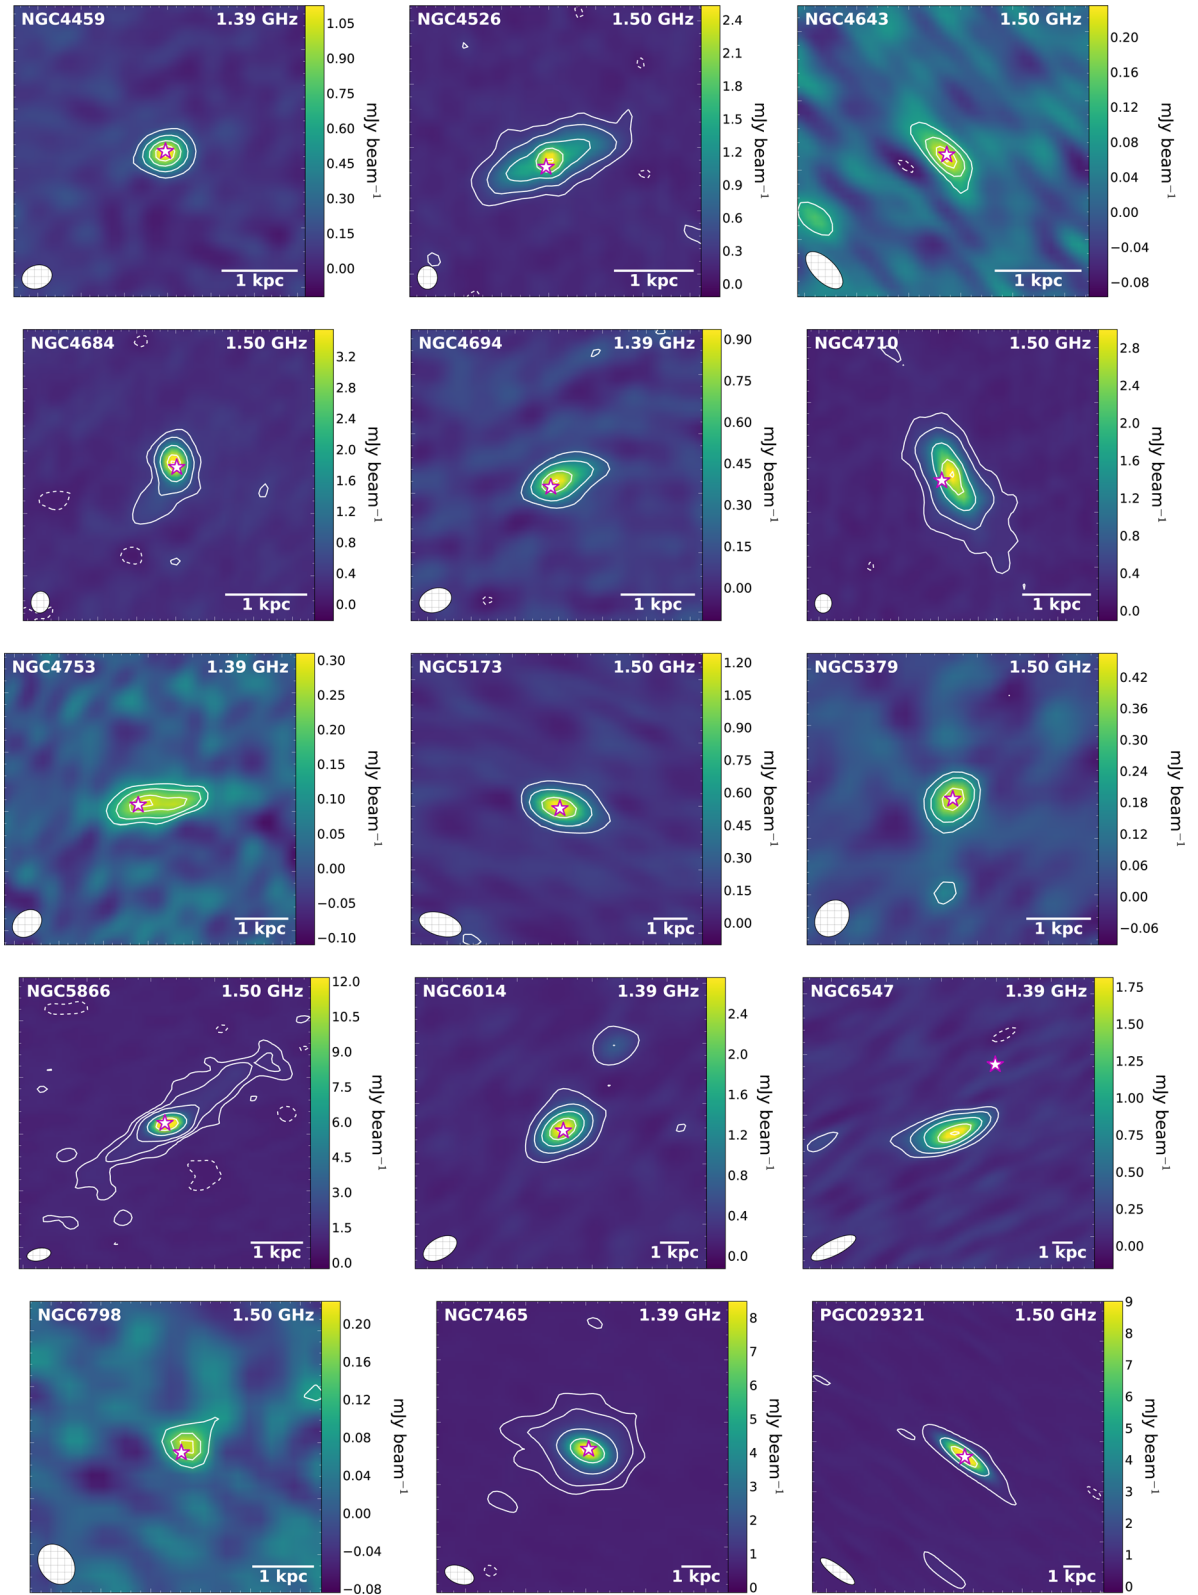 NGC4459 1.39 GHz
1.05
0.90
0.75
0.60
0.45
0.30
0.15
0.00
mJy beam−1
1 kpc
NGC4526 1.50 GHz
2.4
2.1
1.8
1.5
1.2
0.9
0.6
0.3
0.0
mJy beam−1
1 kpc
NGC4643 1.50 GHz
0.20
0.16
0.12
0.08
0.04
0.00
−0.04
−0.08
mJy beam−1
1 kpc
NGC4684 1.50 GHz
3.2
2.8
2.4
2.0
1.6
1.2
0.8
0.4
0.0
mJy beam−1
1 kpc
NGC4694 1.39 GHz
0.90
0.75
0.60
0.45
0.30
0.15
0.00
mJy beam−1
1 kpc
NGC4710 1.50 GHz
2.8
2.4
2.0
1.6
1.2
0.8
0.4
0.0
mJy beam−1
1 kpc
NGC4753 1.39 GHz
0.30
0.25
0.20
0.15
0.10
0.05
0.00
−0.05
−0.10
mJy beam−1
1 kpc
NGC5173 1.50 GHz
1.20
1.05
0.90
0.75
0.60
0.45
0.30
0.15
0.00
mJy beam−1
1 kpc
NGC5379 1.50 GHz
0.42
0.36
0.30
0.24
0.18
0.12
0.06
0.00
−0.06
mJy beam−1
1 kpc
NGC5866 1.50 GHz
12.0
10.5
9.0
7.5
6.0
4.5
3.0
1.5
0.0
mJy beam−1
1 kpc
NGC6014 1.39 GHz
2.4
2.0
1.6
1.2
0.8
0.4
0.0
mJy beam−1
1 kpc
NGC6547 1.39 GHz
1.75
1.50
1.25
1.00
0.75
0.50
0.25
0.00
mJy beam−1
1 kpc
NGC6798 1.50 GHz
0.20
0.16
0.12
0.08
0.04
0.00
−0.04
−0.08
mJy beam−1
1 kpc
NGC7465 1.39 GHz
8
7
6
5
4
3
2
1
0
mJy beam−1
1 kpc
PGC029321 1.50 GHz
9
8
7
6
5
4
3
2
1
0
mJy beam−1
1 kpc